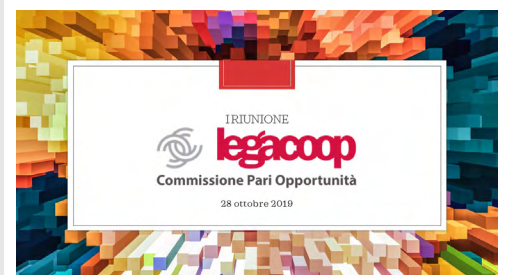 I RIUNIONE
legacoop
Commissione Pari Opportunità
28 ottobre 2019